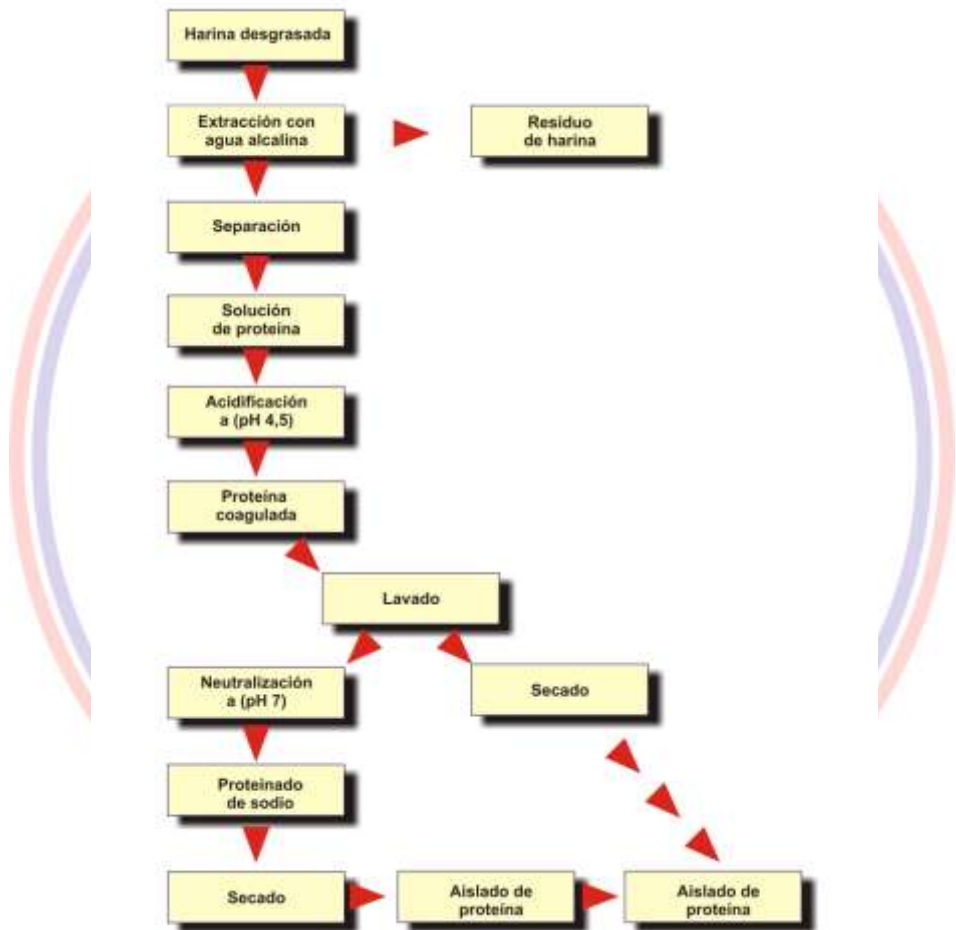 Harina desgrasada
Extracción con
agua alcalina
Residuo
de harina
Separación
Solución
de proteína
Acidificación
a (pH 4,5)
Proteína
coagulada
Lavado
Neutralización
a (pH 7)
Secado
Proteinado
de sodio
Secado
Aislado de
proteína
Aislado de
proteína